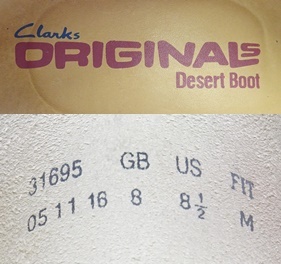 Clarks
ORIGINALS
Desert Boot
31695 GB US FIT
05 11 16 8 8½ M